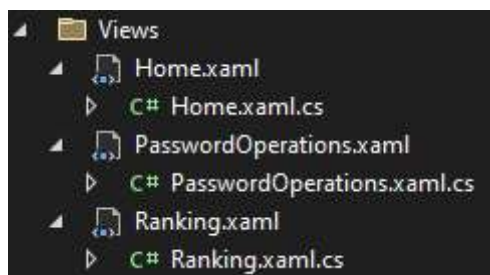 Views
Home.xaml
C# Home.xaml.cs
PasswordOperations.xaml
C# PasswordOperations.xaml.cs
Ranking.xaml
C# Ranking.xaml.cs